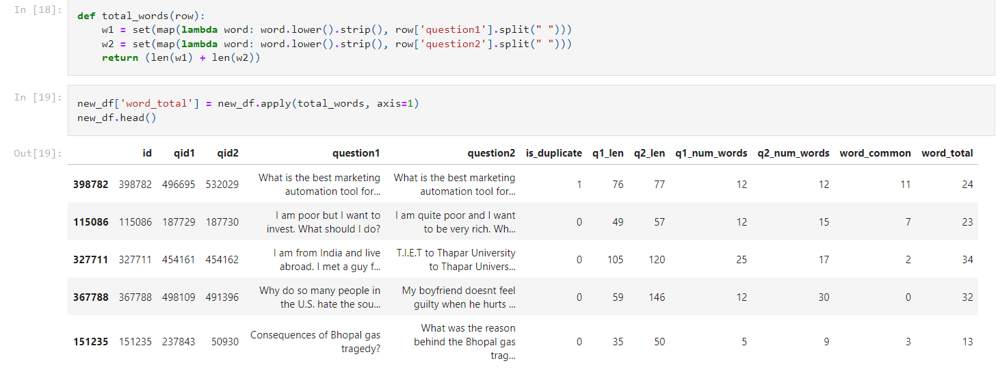 In [18]:
def total_words(row):
    w1 = set(map(lambda word: word.lower().strip(), row['question1'].split(" ")))
    w2 = set(map(lambda word: word.lower().strip(), row['question2'].split(" ")))
    return (len(w1) + len(w2))
In [19]:
new_df['word_total'] = new_df.apply(total_words, axis=1)
new_df.head()
Out[19]:
id qid1 qid2 question1 question2 is_duplicate q1_len q2_len q1_num_words q2_num_words word_common word_total
What is the best marketing What is the best marketing
398782 398782 496695 532029 1 76 77 12 12 11 24
automation tool for... automation tool for...
I am poor but I want to I am quite poor and I want
115086 115086 187729 187730 0 49 57 12 15 7 23
invest. What should I do? to be very rich. Wh...
I am from India and live T.I.E.T to Thapar University
327711 327711 454161 454162 0 105 120 25 17 2 34
abroad. I met a guy f... to Thapar Univers...
Why do so many people in My boyfriend doesnt feel
367788 367788 498109 491396 0 59 146 12 30 0 32
the U.S. hate the sou... guilty when he hurts ...
What was the reason
Consequences of Bhopal gas
151235 151235 237843 50930 behind the Bhopal gas 0 35 50 5 9 3 13
tragedy?
trag...